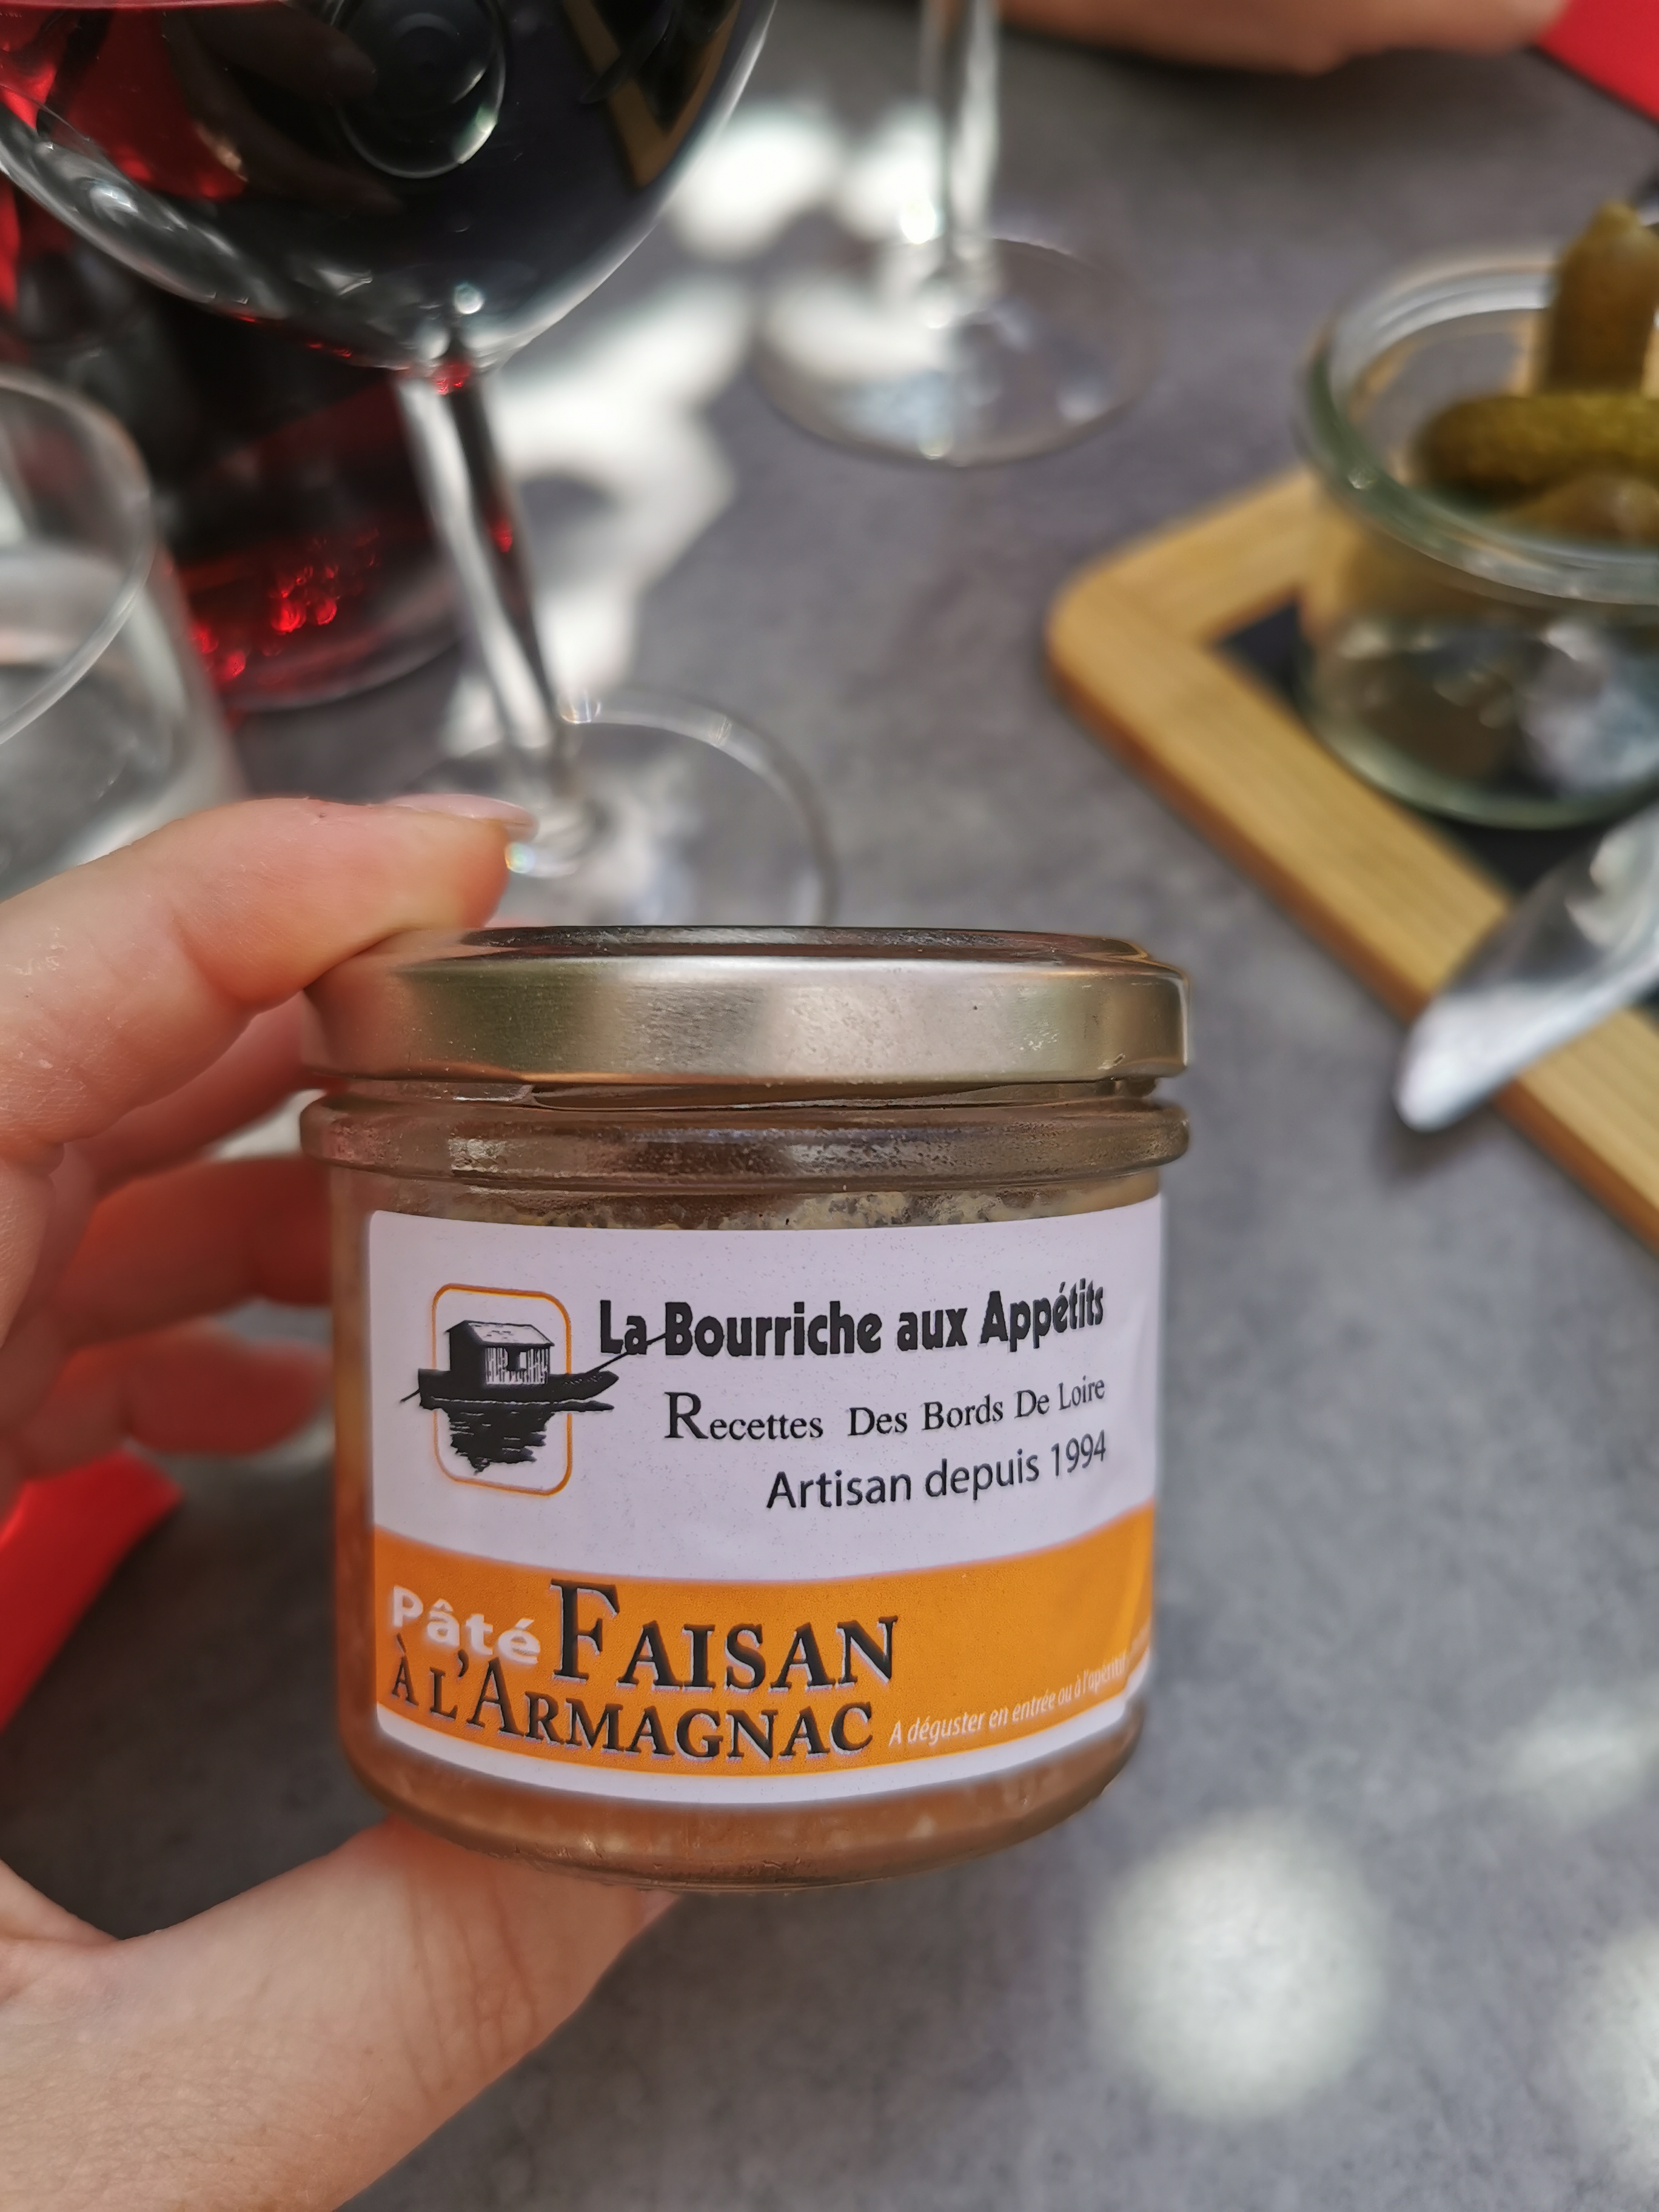 La Bourriche aux Appétits
Recettes Des Bords De Loire
Artisan depuis 1994
Pâté FAISAN
À L'ARMAGNAC
A déguster en entrée ou à l'apéritif